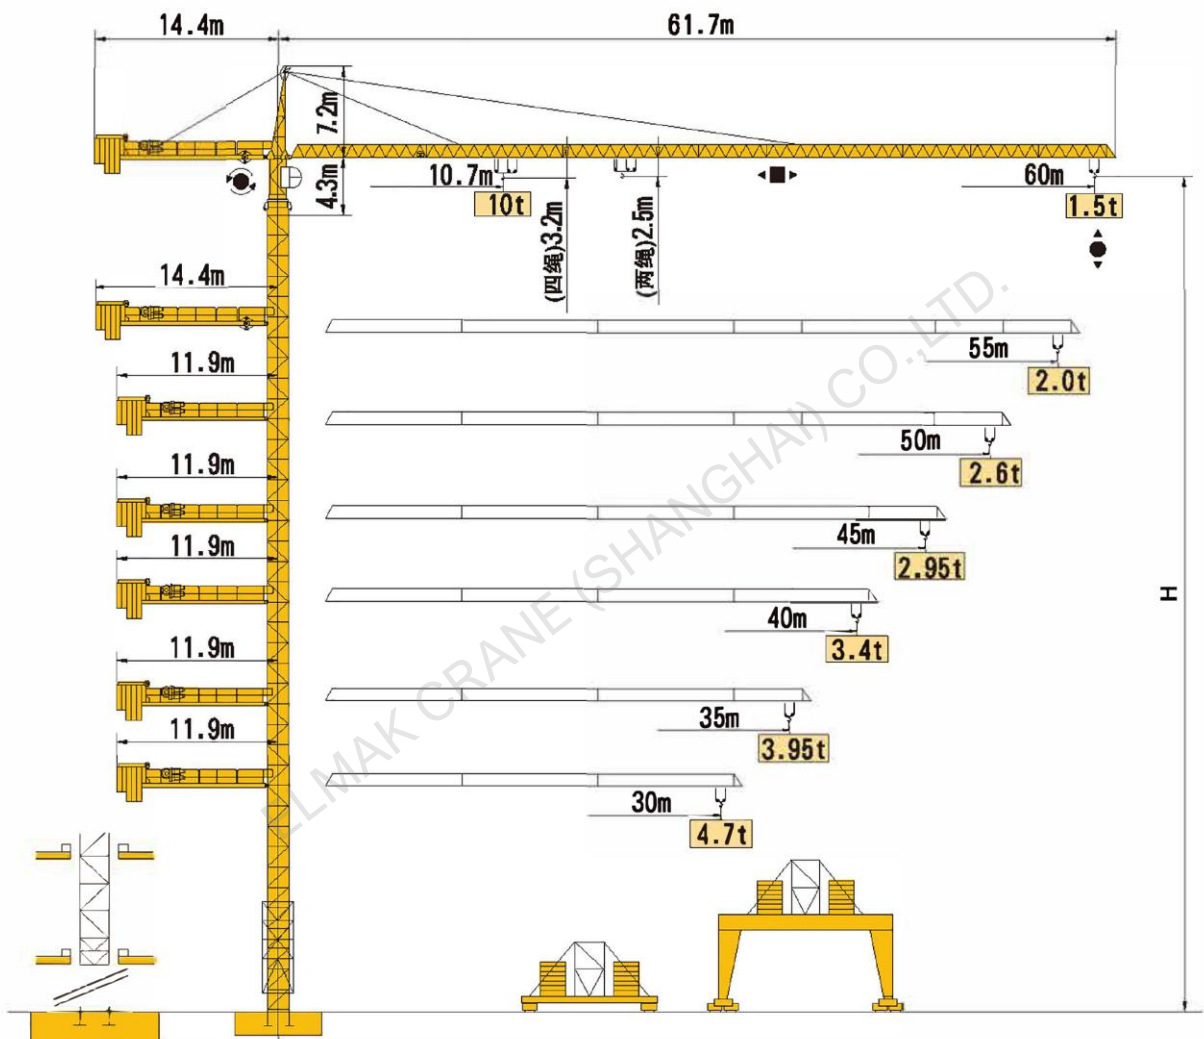 14.4m
61.7m
7.2m
4.3m
10.7m
10t
(四绳)3.2m
(两绳)2.5m
60m
1.5t
14.4m
55m
2.0t
11.9m
50m
2.6t
11.9m
45m
2.95t
11.9m
40m
3.4t
H
11.9m
35m
3.95t
11.9m
30m
4.7t
ELMAK CRANE (SHANGHAI) CO.,LTD.